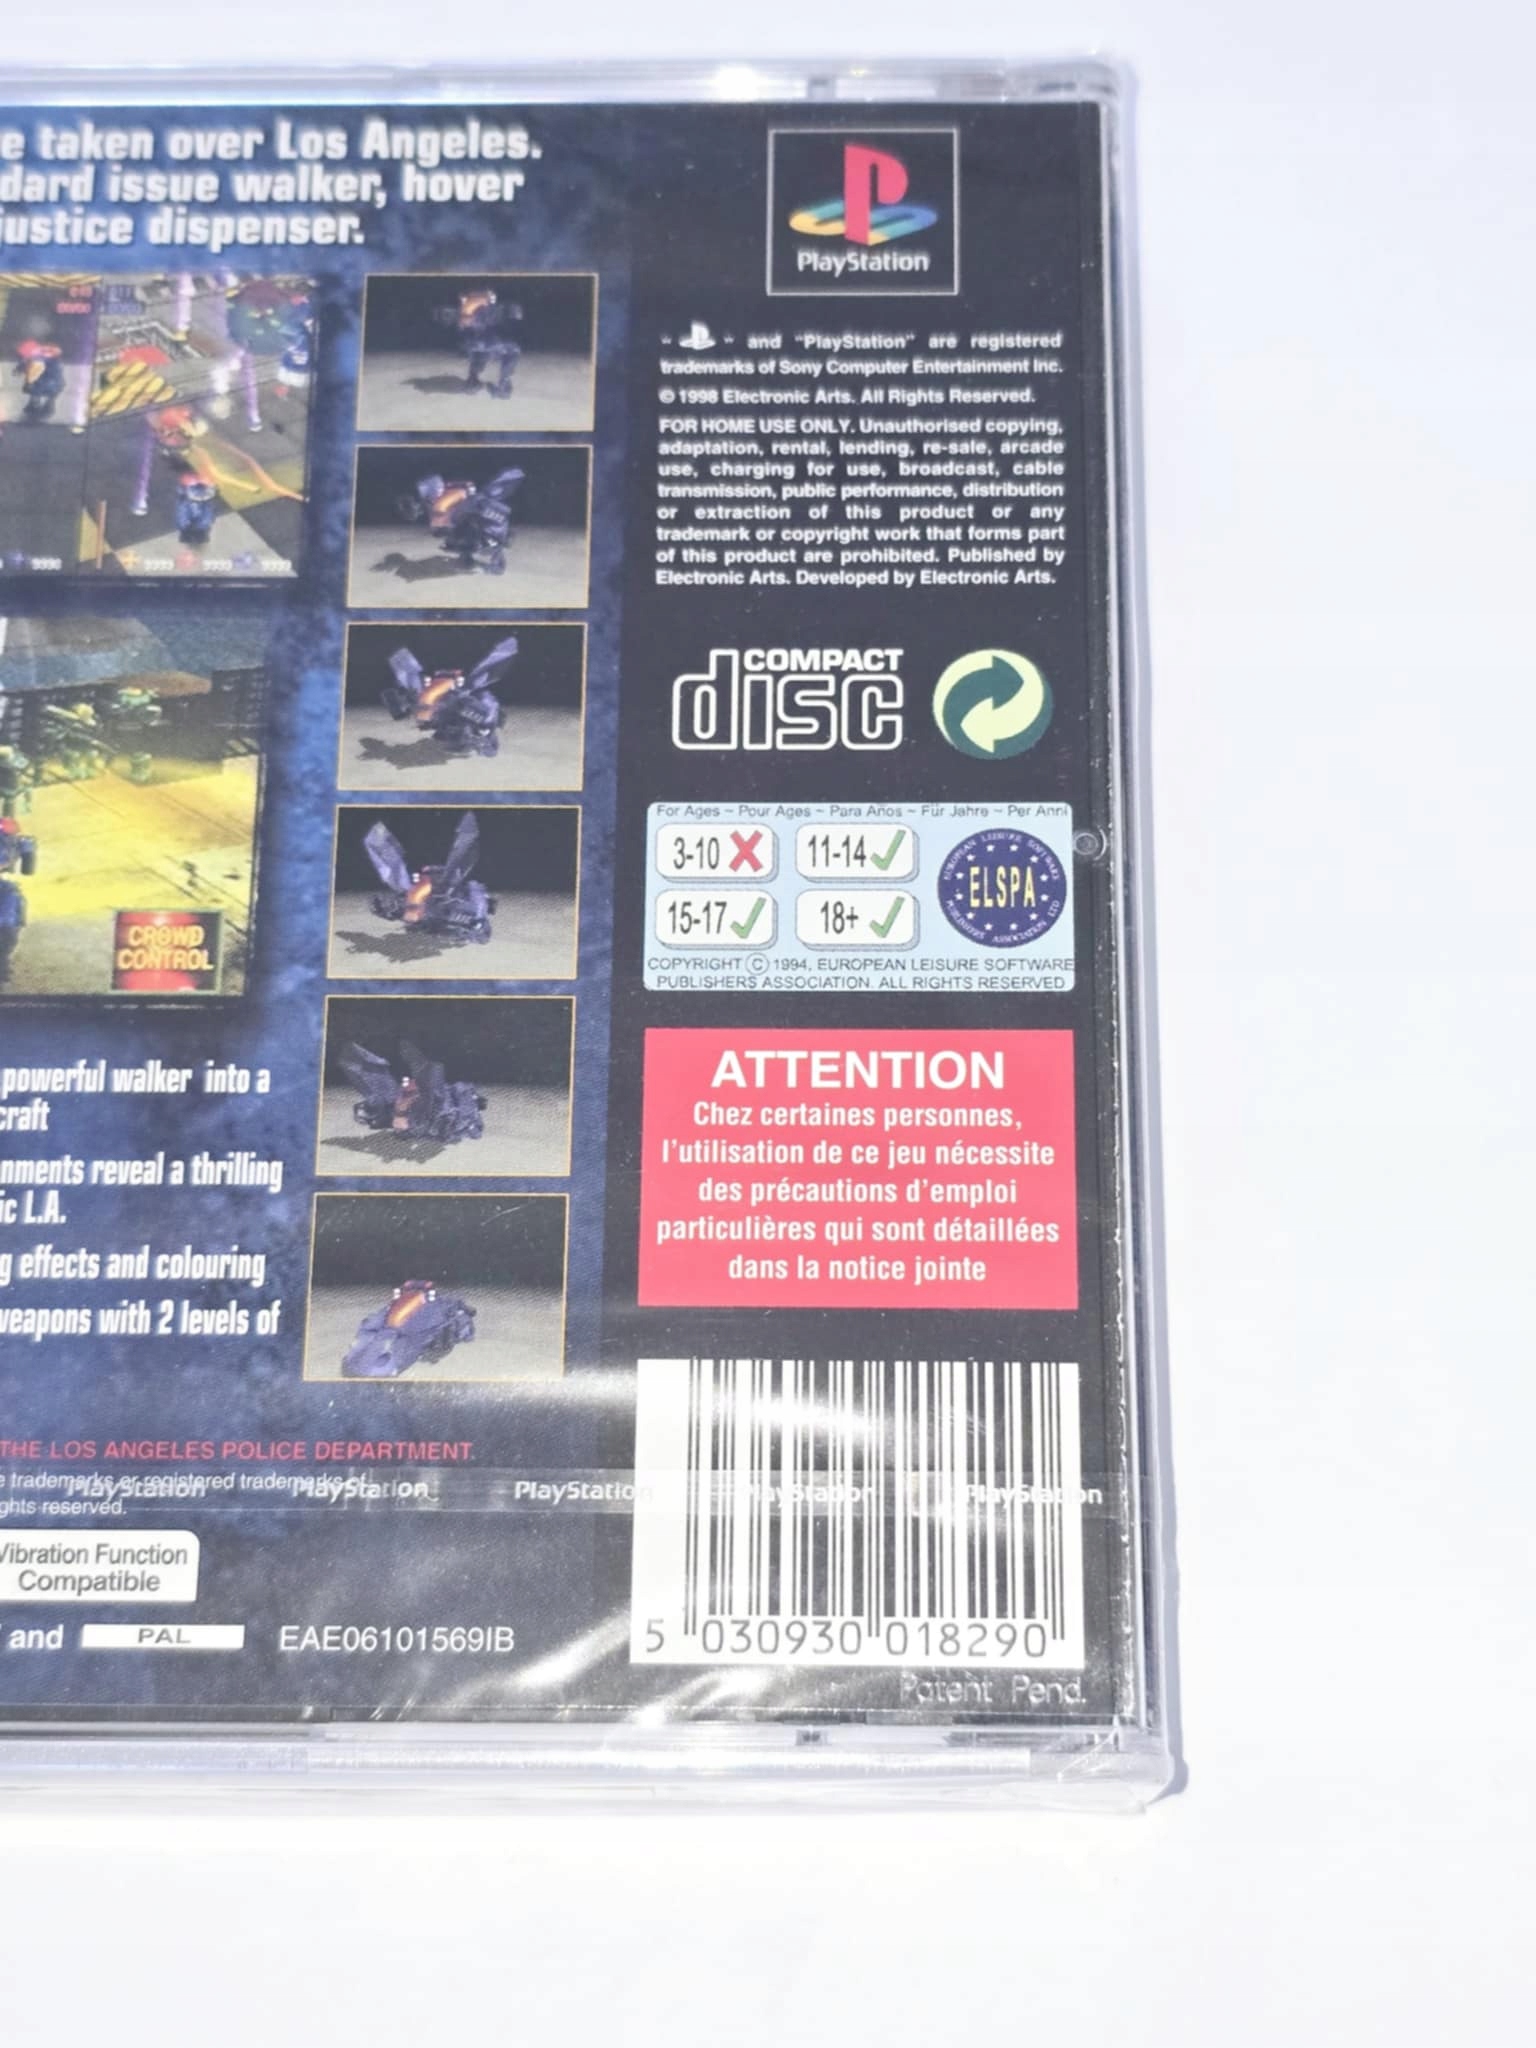 e taken over Los Angeles.
dard issue walker, hover
justice dispenser.
PlayStation
" " and "PlayStation" are registered
trademarks of Sony Computer Entertainment Inc.
© 1998 Electronic Arts. All Rights Reserved.
FOR HOME USE ONLY. Unauthorised copying,
adaptation, rental, lending, re-sale, arcade
use, charging for use, broadcast, cable
transmission, public performance, distribution
or extraction of this product or any
trademark or copyright work that forms part
of this product are prohibited. Published by
Electronic Arts. Developed by Electronic Arts.
COMPACT
disc
For Ages ~ Pour Ages ~ Para Años ~ Für Jahre ~ Per Anni
3-10 11-14
15-17 18+
EUROPEAN LEISURE SOFTWARE
ELSPA
PUBLISHERS ASSOCIATION LTD
COPYRIGHT © 1994, EUROPEAN LEISURE SOFTWARE
PUBLISHERS ASSOCIATION. ALL RIGHTS RESERVED
CROWD
CONTROL
ATTENTION
Chez certaines personnes,
l'utilisation de ce jeu nécessite
des précautions d'emploi
particulières qui sont détaillées
dans la notice jointe
powerful walker into a
craft
nments reveal a thrilling
ic L.A.
g effects and colouring
weapons with 2 levels of
THE LOS ANGELES POLICE DEPARTMENT.
e trademarks or registered trademarks of
ghts reserved.
PlayStation PlayStation PlayStation PlayStation PlayStation
Vibration Function
Compatible
and PAL EAE06101569IB
5 030930 018290
Patent Pend.